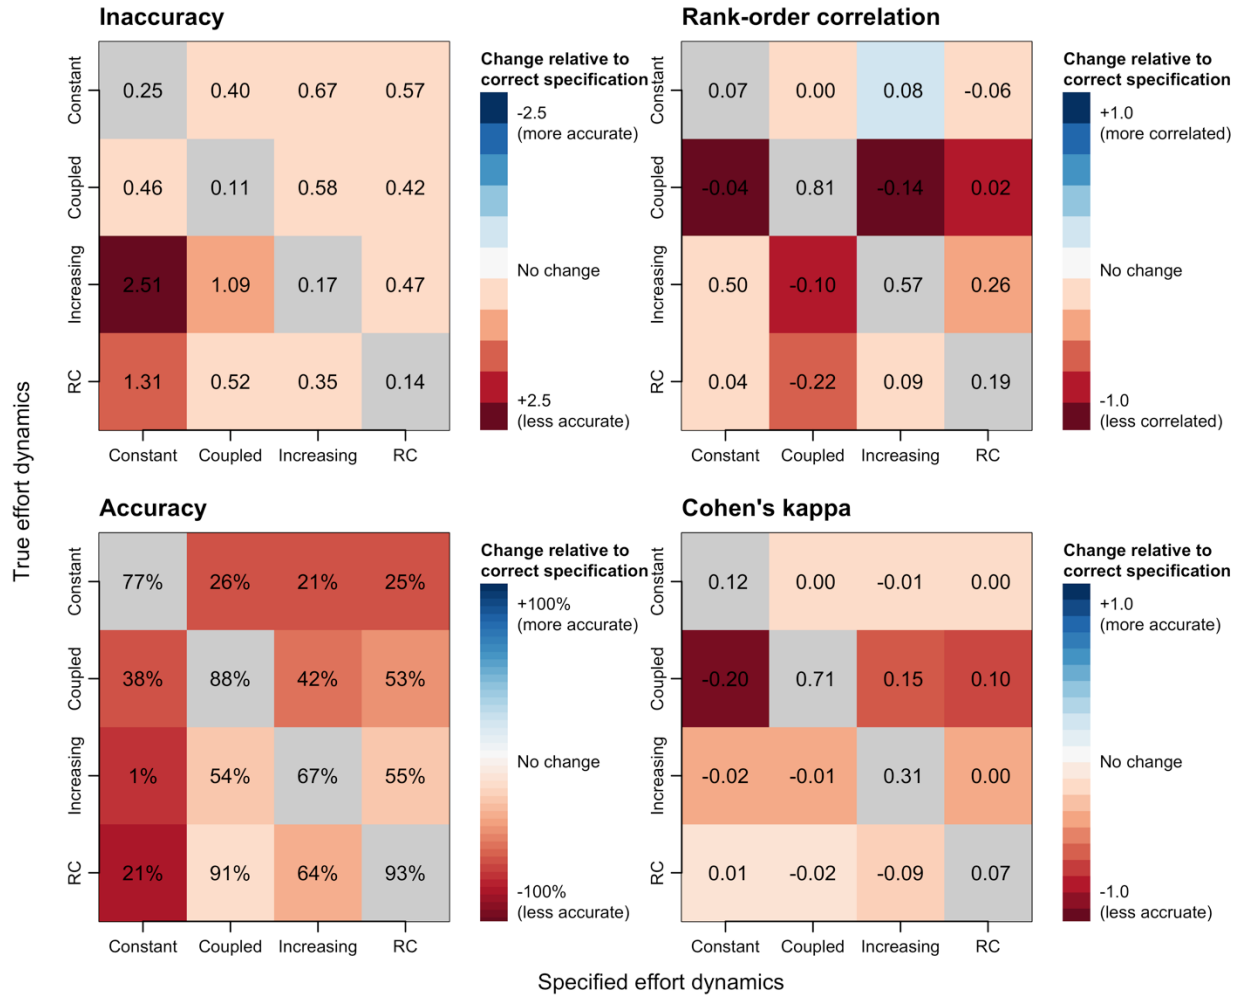 Inaccuracy
Constant 0.25 0.40 0.67 0.57
Coupled 0.46 0.11 0.58 0.42
Increasing 2.51 1.09 0.17 0.47
RC 1.31 0.52 0.35 0.14
Constant Coupled Increasing RC
Change relative to
correct specification
-2.5
(more accurate)
No change
+2.5
(less accurate)
Rank-order correlation
Constant 0.07 0.00 0.08 -0.06
Coupled -0.04 0.81 -0.14 0.02
Increasing 0.50 -0.10 0.57 0.26
RC 0.04 -0.22 0.09 0.19
Constant Coupled Increasing RC
Change relative to
correct specification
+1.0
(more correlated)
No change
-1.0
(less correlated)
True effort dynamics
Accuracy
Constant 77% 26% 21% 25%
Coupled 38% 88% 42% 53%
Increasing 1% 54% 67% 55%
RC 21% 91% 64% 93%
Constant Coupled Increasing RC
Change relative to
correct specification
+100%
(more accurate)
No change
-100%
(less accurate)
Cohen's kappa
Constant 0.12 0.00 -0.01 0.00
Coupled -0.20 0.71 0.15 0.10
Increasing -0.02 -0.01 0.31 0.00
RC 0.01 -0.02 -0.09 0.07
Constant Coupled Increasing RC
Change relative to
correct specification
+1.0
(more accurate)
No change
-1.0
(less accruate)
Specified effort dynamics